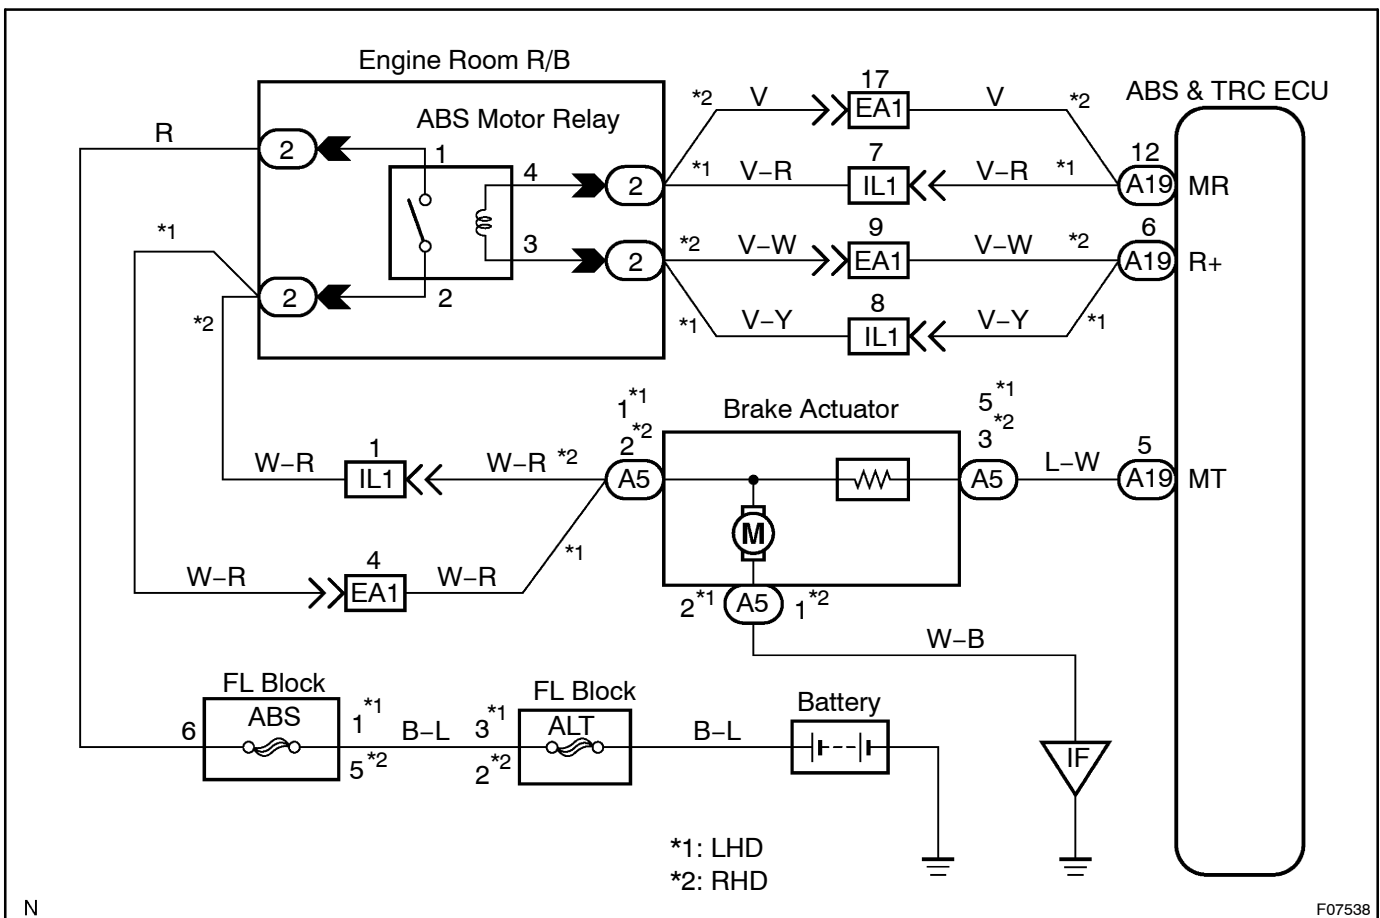 Engine Room R/B
17
ABS & TRC ECU
*2 V EA1 V *2
R
ABS Motor Relay
2 1
7
12
4 2 *1 V−R IL1 V−R *1 A19 MR
*1
9
6
3 2 *2 V−W EA1 V−W *2 A19 R+
2 2
8
*2
*1 V−Y IL1 V−Y *1
1*1
2*2
Brake Actuator
5*1
3*2
1
5
W−R IL1 W−R *2 A5 A5 L−W A19 MT
M
*1
4
W−R EA1 W−R
2*1 A5 1*2
W−B
FL Block
FL Block
Battery
6 ABS 1*1 B−L 3*1 ALT B−L
5*2 2*2
IF
*1: LHD
*2: RHD
N
F07538